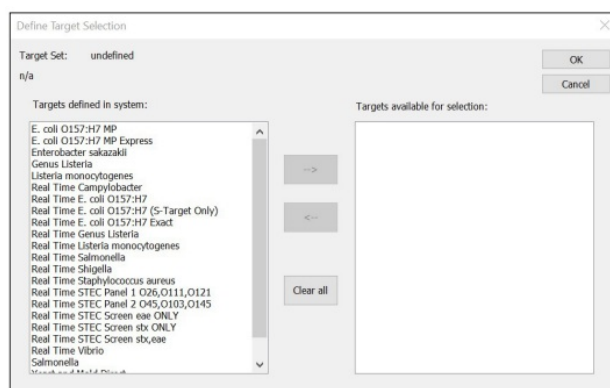 Define Target Selection
Target Set: undefined
OK
n/a
Cancel
Targets defined in system:
Targets available for selection:
E. coli O157:H7 MP
E. coli O157:H7 MP Express
Enterobacter sakazakii
Genus Listeria
Listeria monocytogenes
Real Time Campylobacter
Real Time E. coli O157:H7
Real Time E. coli O157:H7 (S-Target Only)
Real Time E. coli O157:H7 Exact
Real Time Genus Listeria
Real Time Listeria monocytogenes
Real Time Salmonella
Real Time Shigella
Real Time Staphylococcus aureus
Real Time STEC Panel 1 O26,O111,O121
Real Time STEC Panel 2 O45,O103,O145
Real Time STEC Screen eae ONLY
Real Time STEC Screen stx ONLY
Real Time STEC Screen stx,eae
Real Time Vibrio
Salmonella
Yeast and Mold Direct
-->
<--
Clear all